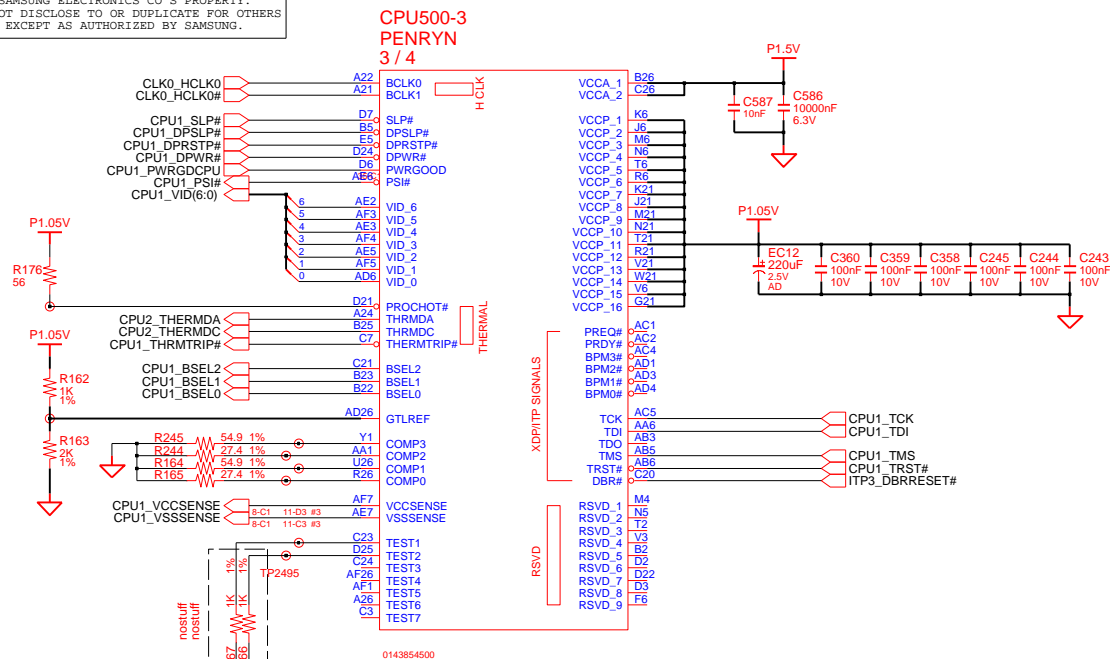 SAMSUNG ELECTRONICS CO'S PROPERTY.
EXCEPT AS AUTHORIZED BY SAMSUNG.
CPU500-3
PENRYN
3 / 4
CLK0_HCLK0 A22 BCLK0
CLK0_HCLK0# A21 BCLK1
H CLK
CPU1_SLP# D7 SLP#
CPU1_DPSLP# B5 DPSLP#
CPU1_DPRSTP# E5 DPRSTP#
CPU1_DPWR# D24 DPWR#
CPU1_PWRGDCPU D6 PWRGOOD
CPU1_PSI# AE6 PSI#
CPU1_VID(6:0)
6 AE2 VID_6
5 AF3 VID_5
4 AE3 VID_4
3 AF4 VID_3
2 AE5 VID_2
1 AF5 VID_1
0 AD6 VID_0
P1.05V
R176
56
D21 PROCHOT#
CPU2_THERMDA A24 THRMDA
CPU2_THERMDC B25 THRMDC
CPU1_THRMTRIP# C7 THERMTRIP#
THERMAL
P1.05V
CPU1_BSEL2 C21 BSEL2
CPU1_BSEL1 B23 BSEL1
CPU1_BSEL0 B22 BSEL0
R162
1K
1%
AD26 GTLREF
R163
2K
1%
R245 54.9 1% Y1 COMP3
R244 27.4 1% AA1 COMP2
R164 54.9 1% U26 COMP1
R165 27.4 1% R26 COMP0
CPU1_VCCSENSE AF7 VCCSENSE
8-C1 11-D3 #3
CPU1_VSSSENSE AE7 VSSSENSE
8-C1 11-C3 #3
C23 TEST1
D25 TEST2
C24 TEST3
AF26 TEST4
AF1 TEST5
A26 TEST6
C3 TEST7
TP2495
1%
1%
1K
1K
nostuff
nostuff
67
66
0143854500
VCCA_1 B26
VCCA_2 C26
P1.5V
C587
10nF
C586
10000nF
6.3V
VCCP_1 K6
VCCP_2 J6
VCCP_3 M6
VCCP_4 N6
VCCP_5 T6
VCCP_6 R6
VCCP_7 K21
VCCP_8 J21
VCCP_9 M21
VCCP_10 N21
VCCP_11 T21
VCCP_12 R21
VCCP_13 V21
VCCP_14 W21
VCCP_15 V6
VCCP_16 G21
P1.05V
EC12
220uF
2.5V
AD
C360
100nF
10V
C359
100nF
10V
C358
100nF
10V
C245
100nF
10V
C244
100nF
10V
C243
100nF
10V
XDP/ITP SIGNALS
PREQ# AC1
PRDY# AC2
BPM3# AC4
BPM2# AD1
BPM1# AD3
BPM0# AD4
TCK AC5 CPU1_TCK
TDI AA6 CPU1_TDI
TDO AB3
TMS AB5 CPU1_TMS
TRST# AB6 CPU1_TRST#
DBR# C20 ITP3_DBRRESET#
RSVD
RSVD_1 M4
RSVD_2 N5
RSVD_3 T2
RSVD_4 V3
RSVD_5 B2
RSVD_6 D2
RSVD_7 D22
RSVD_8 D3
RSVD_9 F6